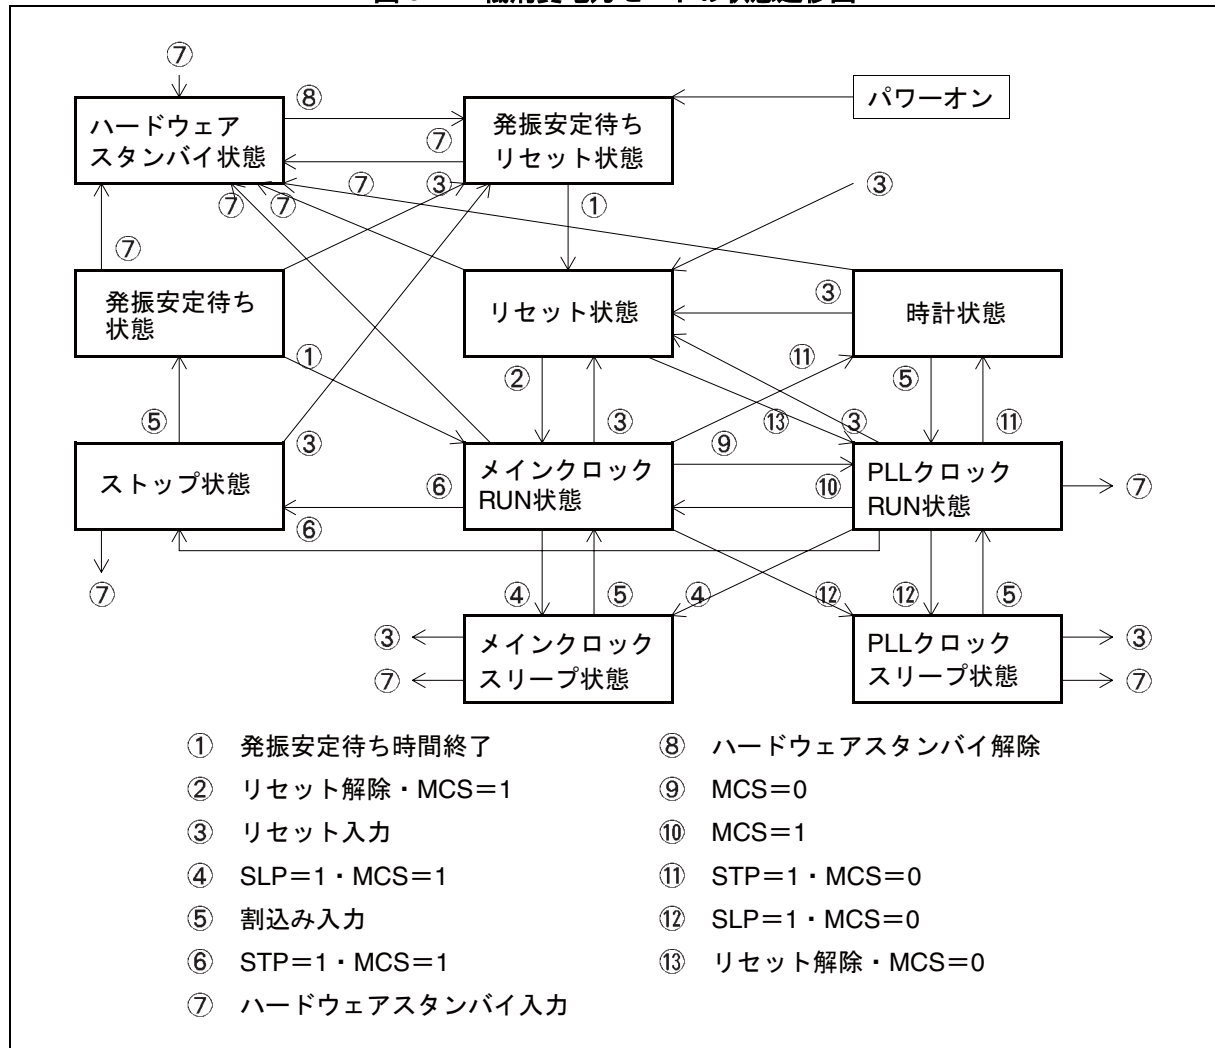 ⑦
⑧
パワーオン
ハードウェア
スタンバイ状態
発振安定待ち
リセット状態
⑦
⑦
③
③
⑦
⑦
①
⑦
発振安定待ち
状態
リセット状態
③
時計状態
①
②
⑪
⑤
⑤
③
③
⑬
③
⑪
⑨
ストップ状態
⑥
メインクロック
RUN状態
⑩
PLLクロック
RUN状態
⑦
⑥
⑦
④
⑤
④
⑫
⑫
⑤
③
メインクロック
スリープ状態
PLLクロック
スリープ状態
③
⑦
⑦
① 発振安定待ち時間終了
② リセット解除・MCS=1
③ リセット入力
④ SLP=1・MCS=1
⑤ 割込み入力
⑥ STP=1・MCS=1
⑦ ハードウェアスタンバイ入力
⑧ ハードウェアスタンバイ解除
⑨ MCS=0
⑩ MCS=1
⑪ STP=1・MCS=0
⑫ SLP=1・MCS=0
⑬ リセット解除・MCS=0